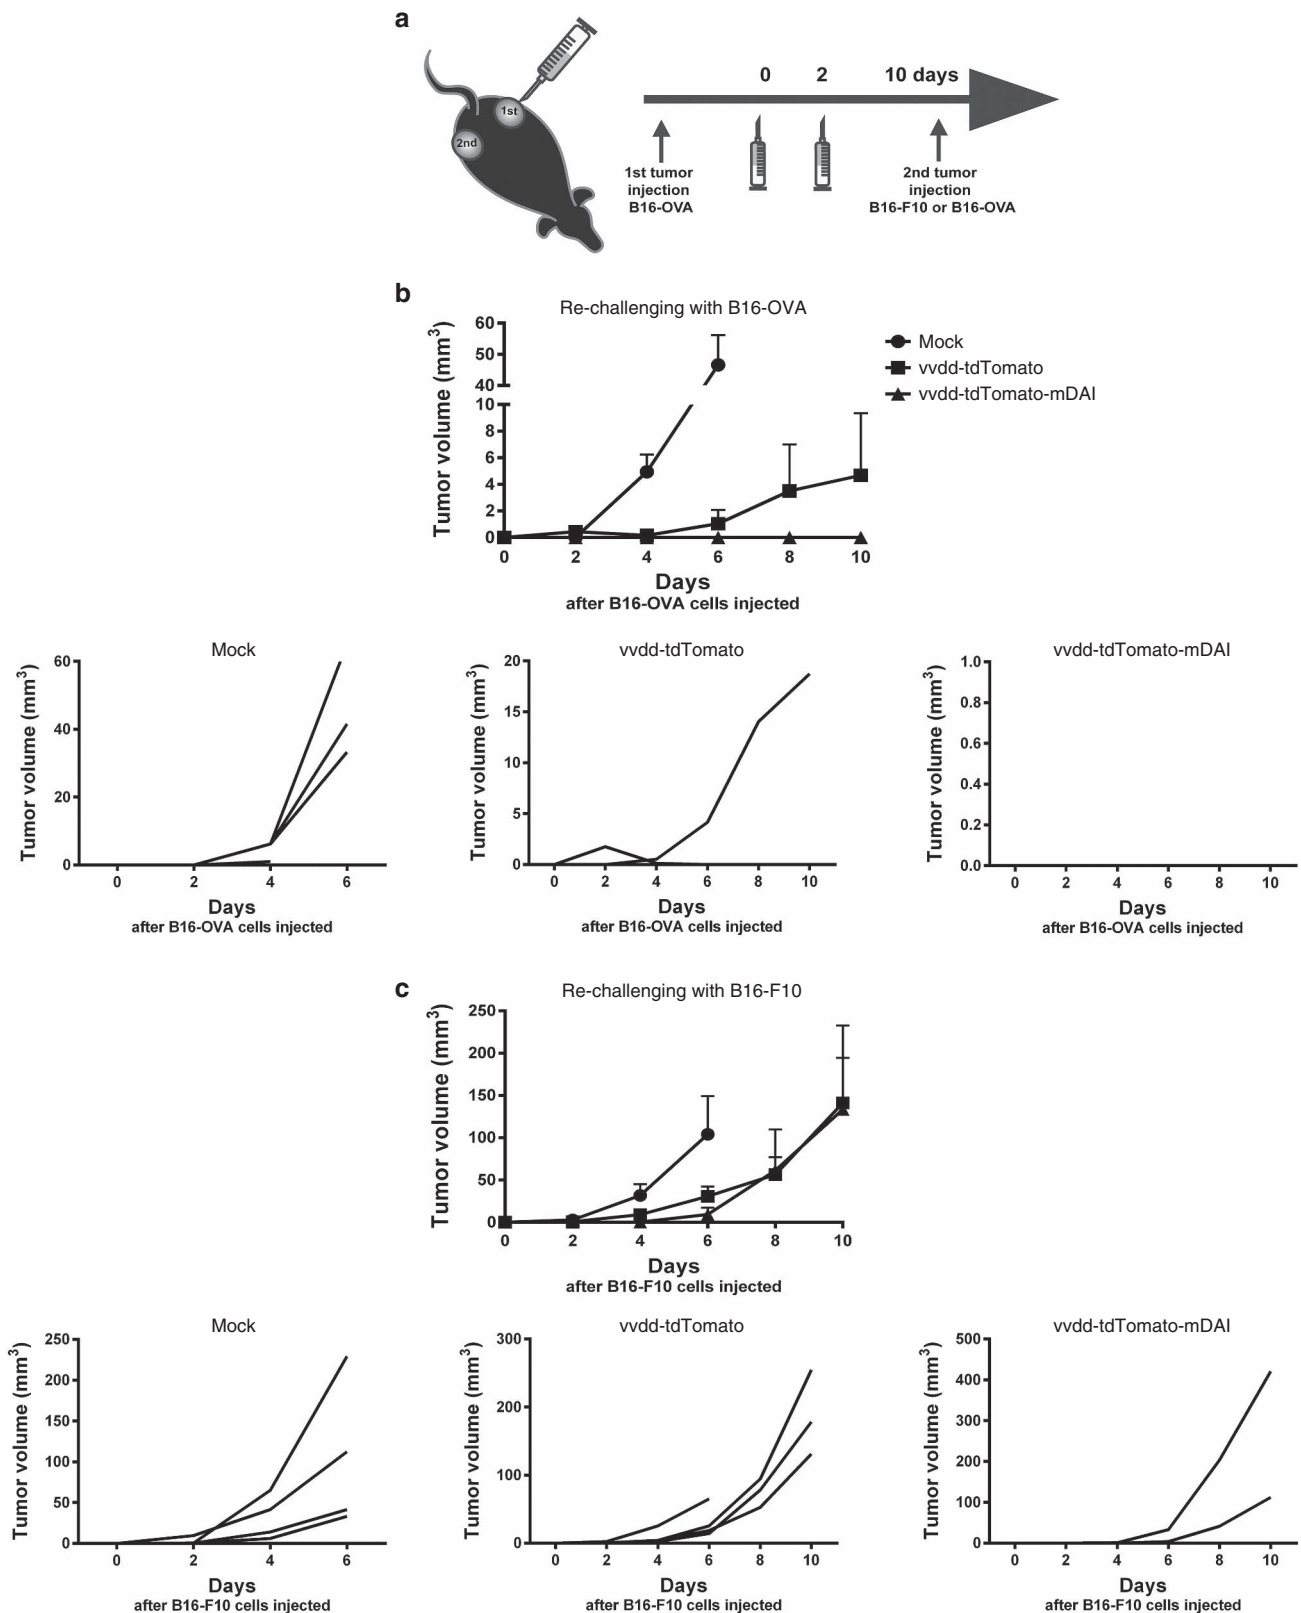 a
1st
2nd
0 2 10 days
1st tumor
injection
B16-OVA
2nd tumor
injection
B16-F10 or B16-OVA
b
Re-challenging with B16-OVA
Tumor volume (mm³)
60
50
40
10
8
6
4
2
0
0 2 4 6 8 10
Days
after B16-OVA cells injected
Mock
vvdd-tdTomato
vvdd-tdTomato-mDAI
Mock
Tumor volume (mm³)
60
40
20
0
0 2 4 6
Days
after B16-OVA cells injected
vvdd-tdTomato
Tumor volume (mm³)
20
15
10
5
0
0 2 4 6 8 10
Days
after B16-OVA cells injected
vvdd-tdTomato-mDAI
Tumor volume (mm³)
1.0
0.8
0.6
0.4
0.2
0.0
0 2 4 6 8 10
Days
after B16-OVA cells injected
c
Re-challenging with B16-F10
Tumor volume (mm³)
250
200
150
100
50
0
0 2 4 6 8 10
Days
after B16-F10 cells injected
Mock
Tumor volume (mm³)
250
200
150
100
50
0
0 2 4 6
Days
after B16-F10 cells injected
vvdd-tdTomato
Tumor volume (mm³)
300
200
100
0
0 2 4 6 8 10
Days
after B16-F10 cells injected
vvdd-tdTomato-mDAI
Tumor volume (mm³)
500
400
300
200
100
0
0 2 4 6 8 10
Days
after B16-F10 cells injected